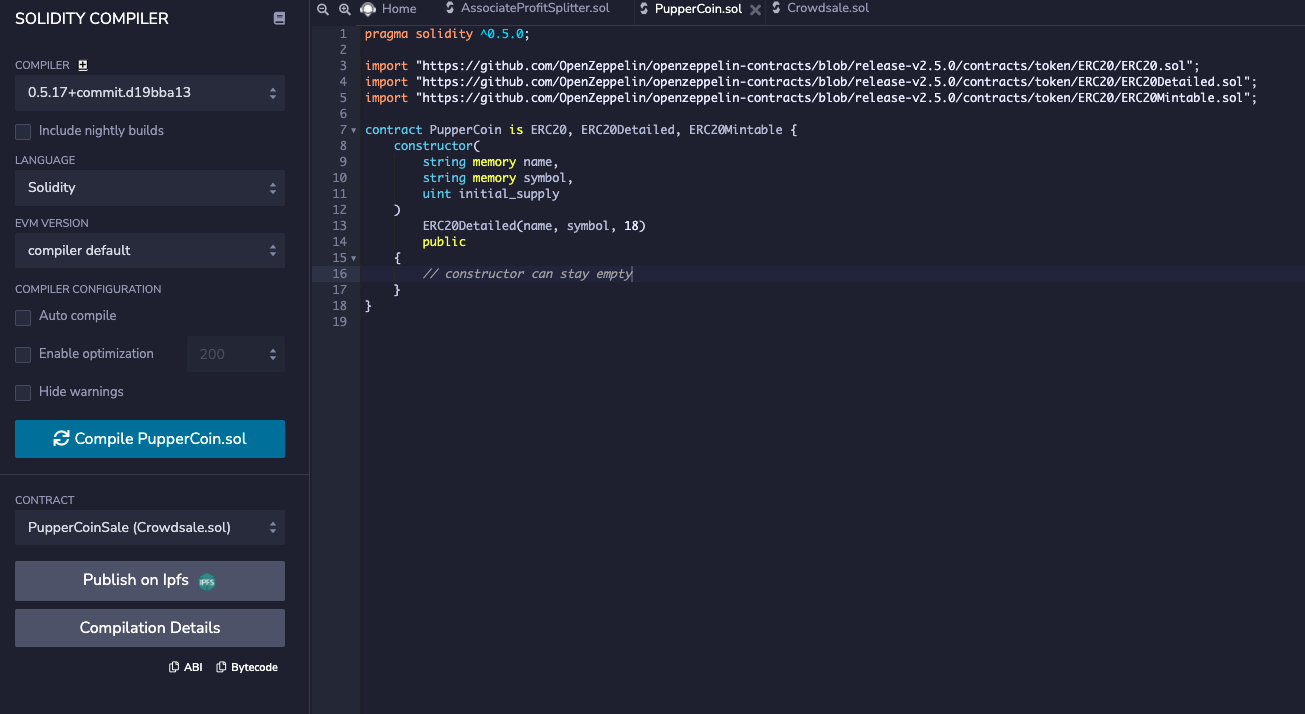 SOLIDITY COMPILER
COMPILER
0.5.17+commit.d19bba13
Include nightly builds
LANGUAGE
Solidity
EVM VERSION
compiler default
COMPILER CONFIGURATION
Auto compile
Enable optimization
200
Hide warnings
Compile PupperCoin.sol
CONTRACT
PupperCoinSale (Crowdsale.sol)
Publish on Ipfs
IPFS
Compilation Details
ABI Bytecode
Home AssociateProfitSplitter.sol PupperCoin.sol Crowdsale.sol
1 pragma solidity ^0.5.0;
2
3 import "https://github.com/OpenZeppelin/openzeppelin-contracts/blob/release-v2.5.0/contracts/token/ERC20/ERC20.sol";
4 import "https://github.com/OpenZeppelin/openzeppelin-contracts/blob/release-v2.5.0/contracts/token/ERC20/ERC20Detailed.sol";
5 import "https://github.com/OpenZeppelin/openzeppelin-contracts/blob/release-v2.5.0/contracts/token/ERC20/ERC20Mintable.sol";
6
7 contract PupperCoin is ERC20, ERC20Detailed, ERC20Mintable {
8 constructor(
9 string memory name,
10 string memory symbol,
11 uint initial_supply
12 )
13 ERC20Detailed(name, symbol, 18)
14 public
15 {
16 // constructor can stay empty
17 }
18 }
19